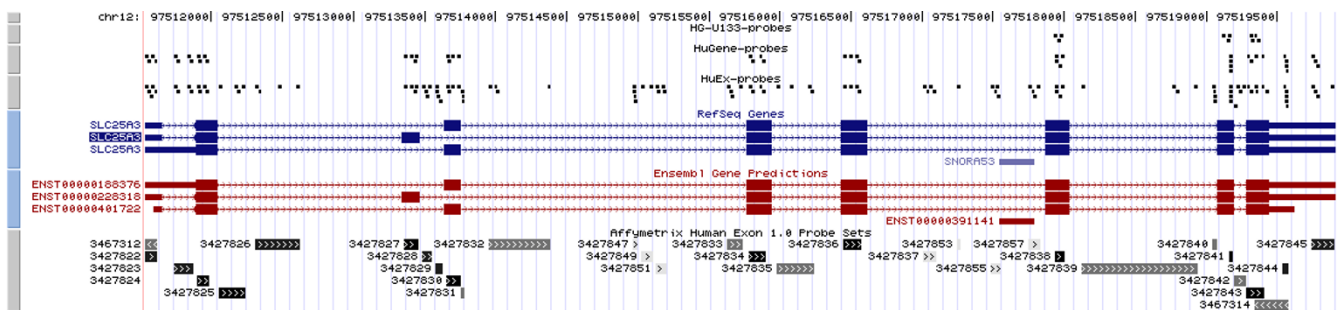 chr12: 97512000 97512500 97513000 97513500 97514000 97514500 97515000 97515500 97516000 97516500 97517000 97517500 97518000 97518500 97519000 97519500
HG-U133-probes
HuGene-probes
HuEx-probes
RefSeq Genes
SLC25A3
SLC25A3
SLC25A3
SNORA53
Ensembl Gene Predictions
ENST00000188376
ENST00000228318
ENST00000401722
ENST00000391141
Affymetrix Human Exon 1.0 Probe Sets
3467312 3427826 3427827 3427832 3427847 3427833 3427836 3427853 3427857 3427840 3427845
3427822 3427828 3427849 3427834 3427837 3427838 3427841
3427823 3427829 3427851 3427835 3427855 3427839 3427844
3427824 3427830 3427842
3427825 3427831 3427843
3467314